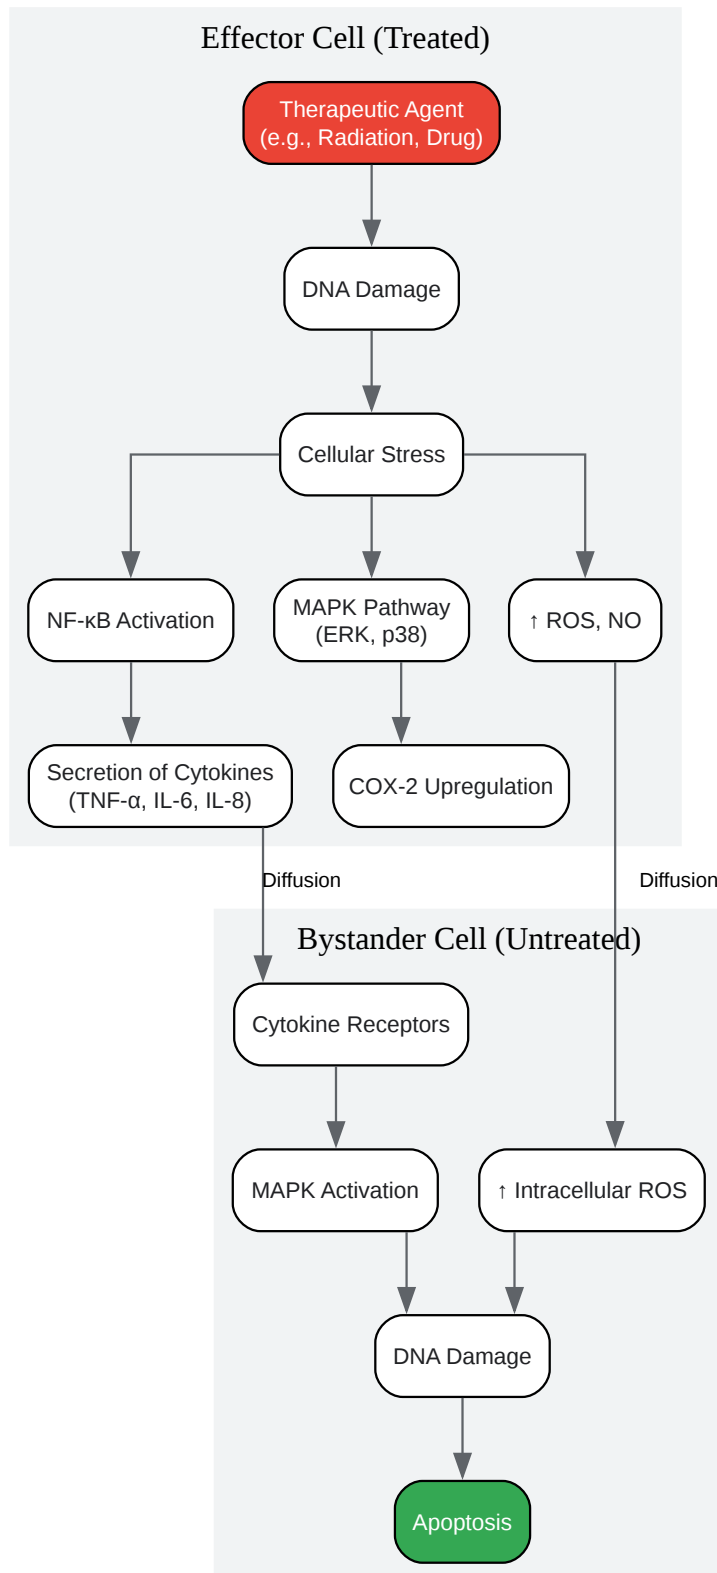 Effector Cell (Treated)
Therapeutic Agent
(e.g., Radiation, Drug)
DNA Damage
Cellular Stress
NF-κB Activation
MAPK Pathway
(ERK, p38)
↑ ROS, NO
Secretion of Cytokines
(TNF-α, IL-6, IL-8)
COX-2 Upregulation
Diffusion
Diffusion
Bystander Cell (Untreated)
Cytokine Receptors
MAPK Activation
↑ Intracellular ROS
DNA Damage
Apoptosis